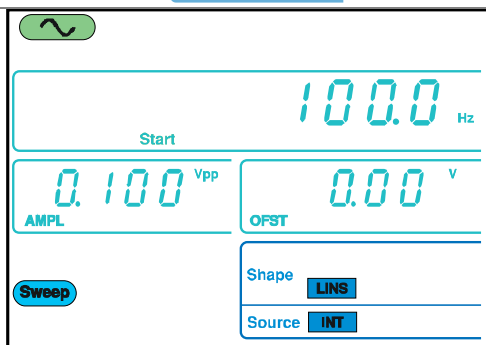 100.0 Hz
Start
0.100 Vpp
AMPL
0.00 V
OFST
Sweep
Shape LINS
Source INT